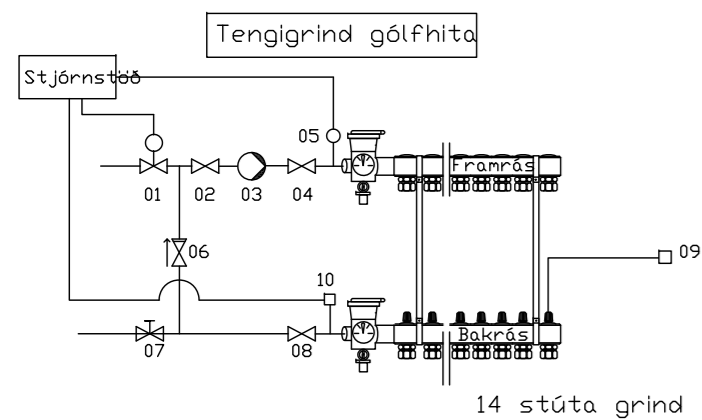 Tengigrind gólfhita
Stjórnstöð
05
Framrás
01
02
03
04
06
09
10
Bakrás
07
08
14 stúta grind